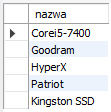 nazwa
Corei5-7400
Goodram
HyperX
Patriot
Kingston SSD